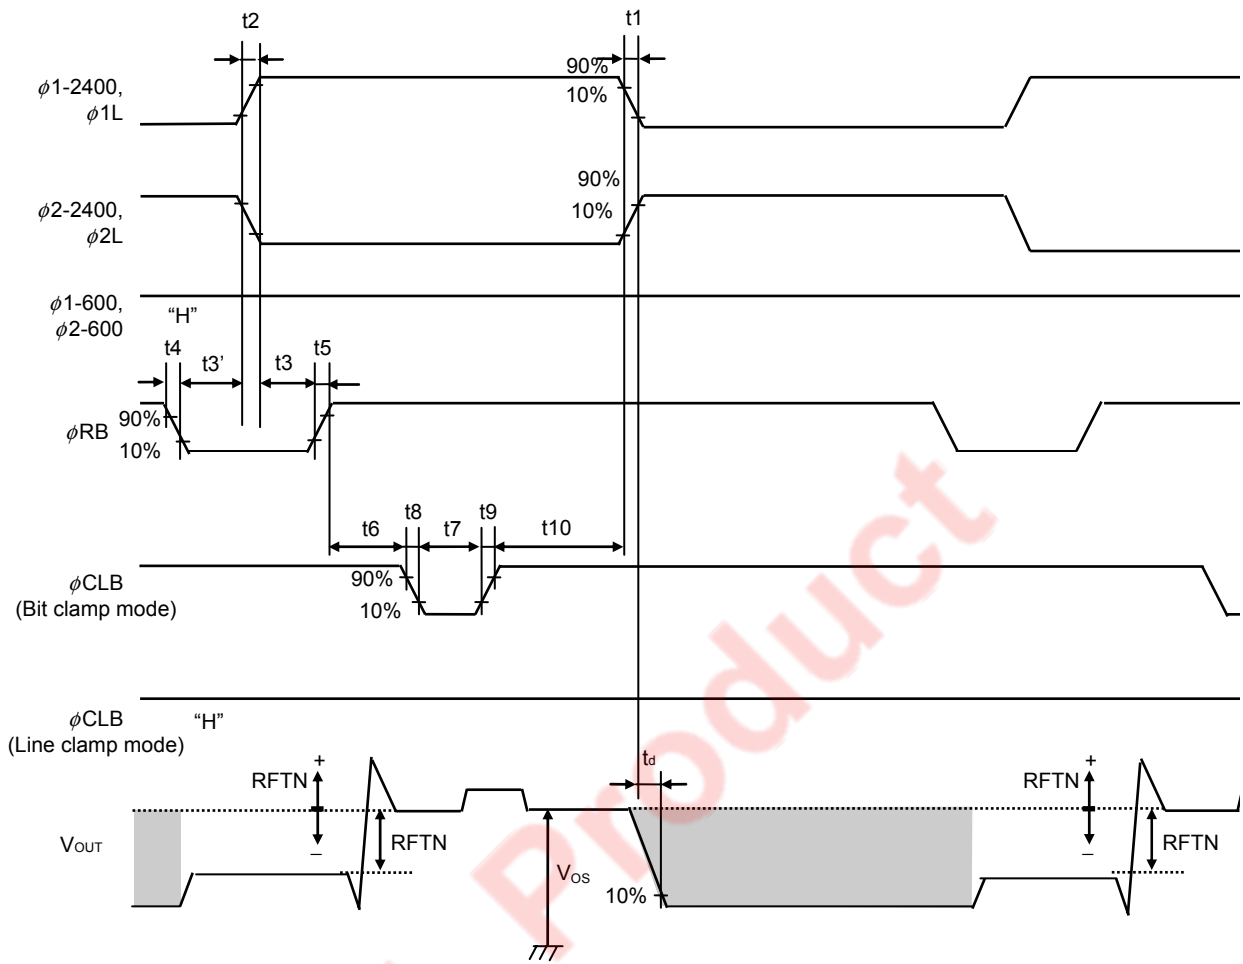 t2
t1
90%
10%
ϕ1-2400,
ϕ1L
90%
10%
ϕ2-2400,
ϕ2L
ϕ1-600,
ϕ2-600
“H”
t4
t3’
t3
t5
90%
10%
ϕRB
t6
t8
t7
t9
t10
90%
10%
ϕCLB
(Bit clamp mode)
ϕCLB
(Line clamp mode)
“H”
td
RFTN
+
–
RFTN
VOUT
VOS
10%
RFTN
+
–
RFTN
Product